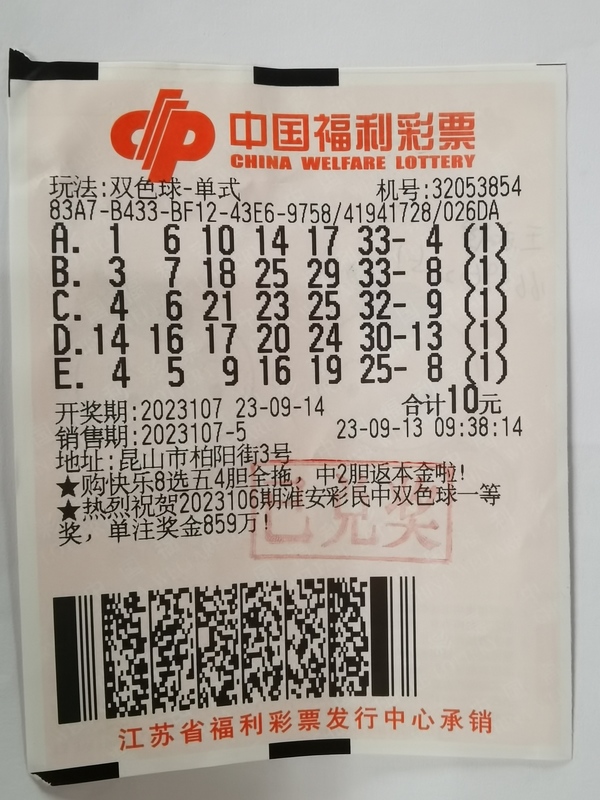 中国福利彩票
CHINA WELFARE LOTTERY
玩法:双色球-单式 机号:32053854
83A7-B433-BF12-43E6-9758/41941728/026DA
A. 1 6 10 14 17 33- 4 (1)
B. 3 7 18 25 29 33- 8 (1)
C. 4 6 21 23 25 32- 9 (1)
D. 14 16 17 20 24 30-13 (1)
E. 4 5 9 16 19 25- 8 (1)
开奖期:2023107 23-09-14 合计10元
销售期:2023107-5 23-09-13 09:38:14
地址:昆山市柏阳街3号
★购快乐8选五4胆全拖，中2胆返本金啦!
★热烈祝贺2023106期淮安彩民中双色球一等
奖，单注奖金859万!
已兑奖
江苏省福利彩票发行中心承销